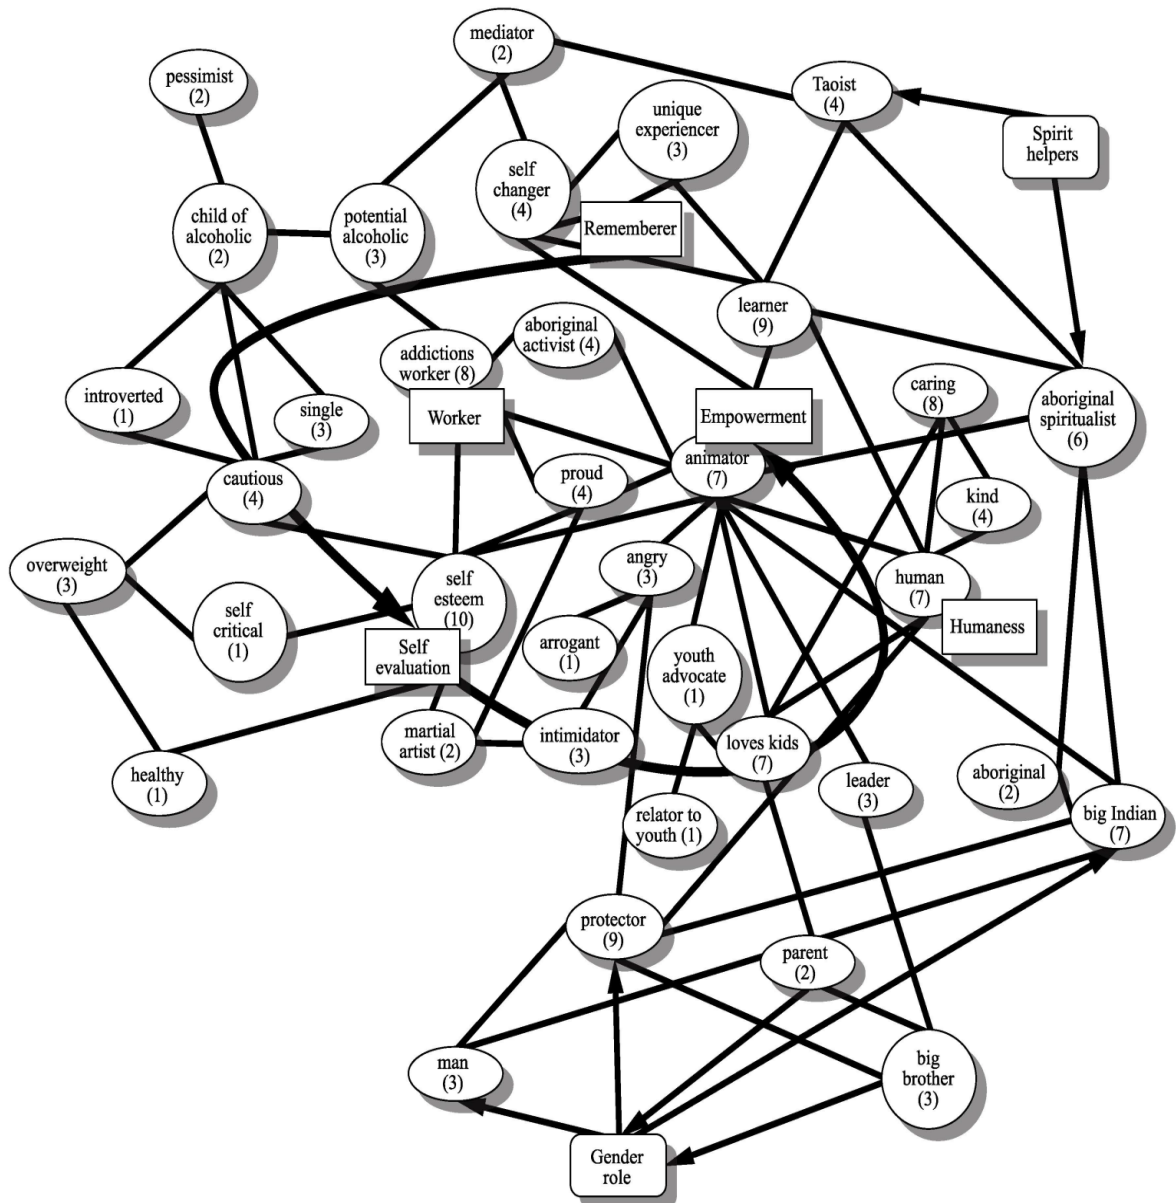 mediator
(2)
pessimist
(2)
Taoist
(4)
unique
experiencer
(3)
Spirit
helpers
self
changer
(4)
child of
alcoholic
(2)
potential
alcoholic
(3)
Rememberer
learner
(9)
aboriginal
activist (4)
addictions
worker (8)
introverted
(1)
single
(3)
Worker
Empowerment
caring
(8)
aboriginal
spiritualist
(6)
cautious
(4)
proud
(4)
animator
(7)
kind
(4)
overweight
(3)
self
critical
(1)
self
esteem
(10)
angry
(3)
human
(7)
Humaness
Self
evaluation
arrogant
(1)
youth
advocate
(1)
martial
artist (2)
intimidator
(3)
loves kids
(7)
healthy
(1)
relator to
youth (1)
leader
(3)
aboriginal
(2)
big Indian
(7)
protector
(9)
parent
(2)
man
(3)
big
brother
(3)
Gender
role